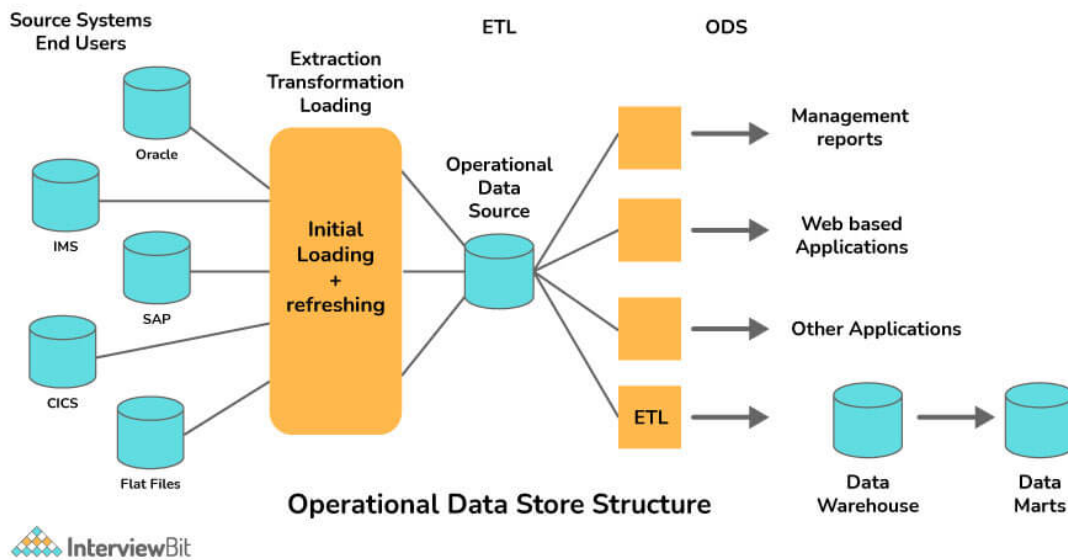 Source Systems
End Users
ETL
ODS
Extraction
Transformation
Loading
Oracle
IMS
SAP
CICS
Flat Files
Initial
Loading
+
refreshing
Operational
Data
Source
ETL
Management
reports
Web based
Applications
Other Applications
Data
Warehouse
Data
Marts
Operational Data Store Structure
InterviewBit